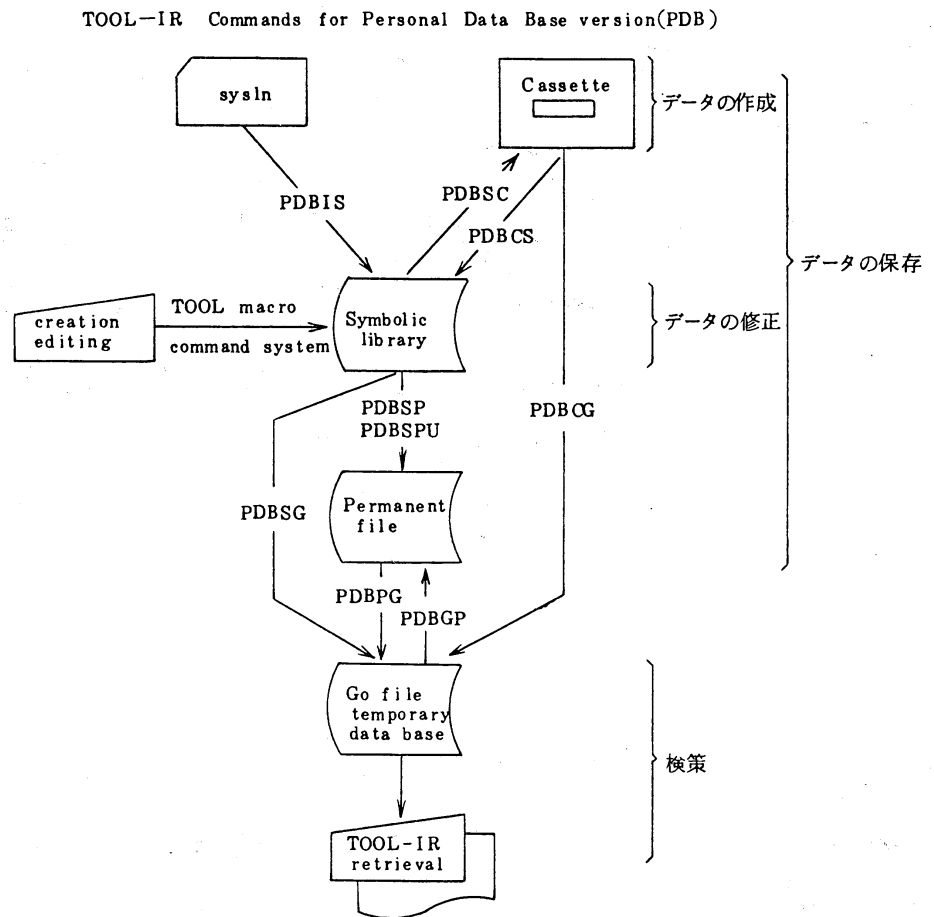 TOOL-IR Commands for Personal Data Base version(PDB)
sysIn
Cassette
データの作成
PDBIS
PDBSC
PDBCS
データの保存
creation
editing
TOOL macro
command system
Symbolic
library
データの修正
PDBSP
PDBSPU
PDBCG
PDBSG
Permanent
file
PDBPG
PDBGP
Go file
temporary
data base
検策
TOOL-IR
retrieval